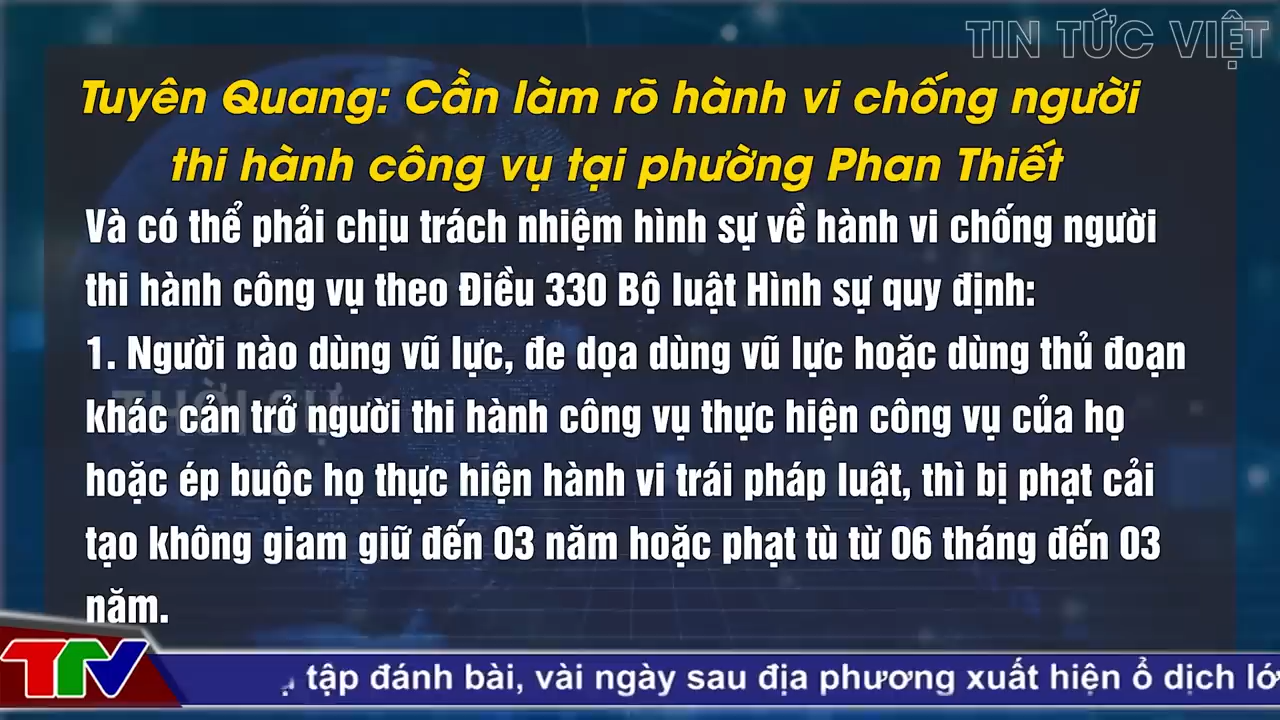 TIN TỨC VIỆT
Tuyên Quang: Cần làm rõ hành vi chống người
thi hành công vụ tại phường Phan Thiết
Và có thể phải chịu trách nhiệm hình sự về hành vi chống người
thi hành công vụ theo Điều 330 Bộ luật Hình sự quy định:
1. Người nào dùng vũ lực, đe dọa dùng vũ lực hoặc dùng thủ đoạn
khác cản trở người thi hành công vụ thực hiện công vụ của họ
hoặc ép buộc họ thực hiện hành vi trái pháp luật, thì bị phạt cải
tạo không giam giữ đến 03 năm hoặc phạt tù từ 06 tháng đến 03
năm.
THỜI SỰ
TTV
tập đánh bài, vài ngày sau địa phương xuất hiện ổ dịch lớ